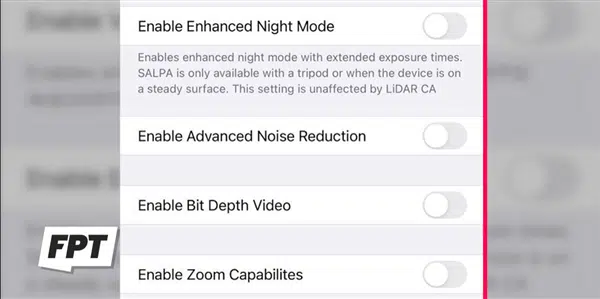 Enable Enhanced Night Mode
Enables enhanced night mode with extended exposure times.
SALPA is only available with a tripod or when the device is on
a steady surface. This setting is unaffected by LiDAR CA
Enable Advanced Noise Reduction
Enable Bit Depth Video
FPT
Enable Zoom Capabilites